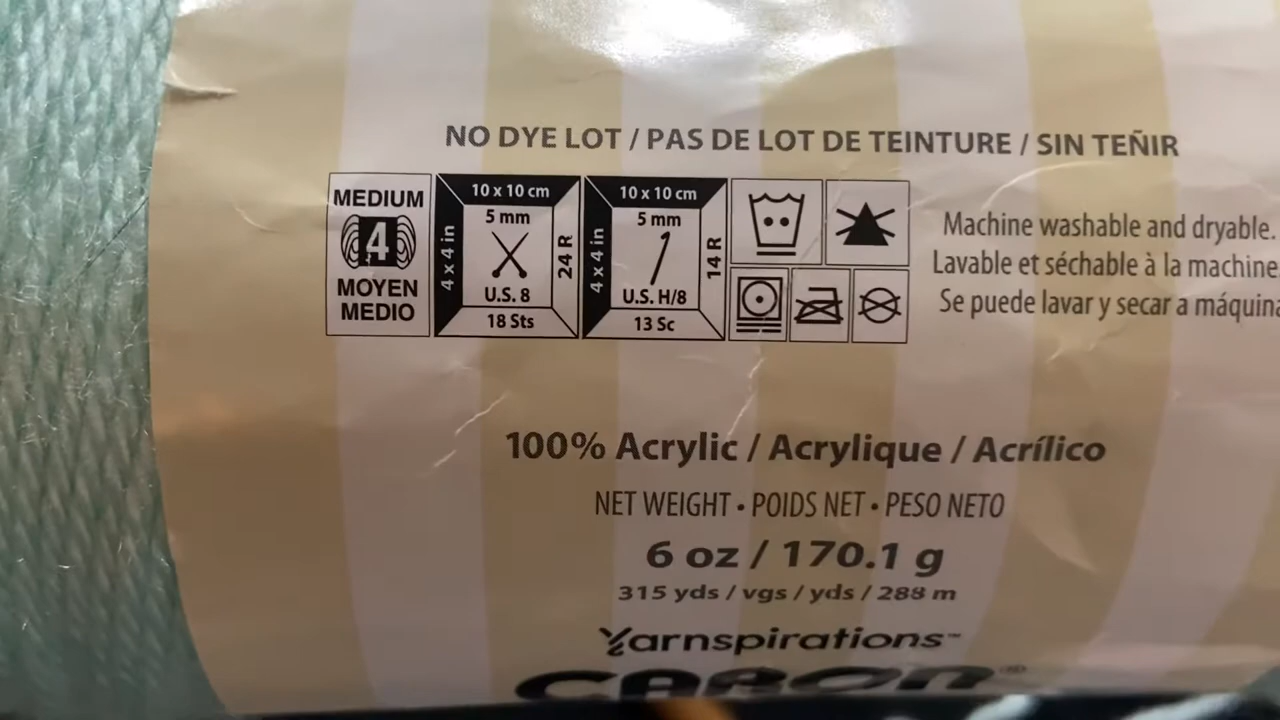 NO DYE LOT / PAS DE LOT DE TEINTURE / SIN TEÑIR
MEDIUM
4
MOYEN
MEDIO
10 x 10 cm
4 x 4 in
5 mm
24 R
U.S. 8
18 Sts
10 x 10 cm
4 x 4 in
5 mm
14 R
U.S. H/8
13 Sc
Machine washable and dryable.
Lavable et séchable à la machine.
Se puede lavar y secar a máquina
100% Acrylic / Acrylique / Acrílico
NET WEIGHT • POIDS NET • PESO NETO
6 oz / 170.1 g
315 yds / vgs / yds / 288 m
Yarnspirations™
CARON®